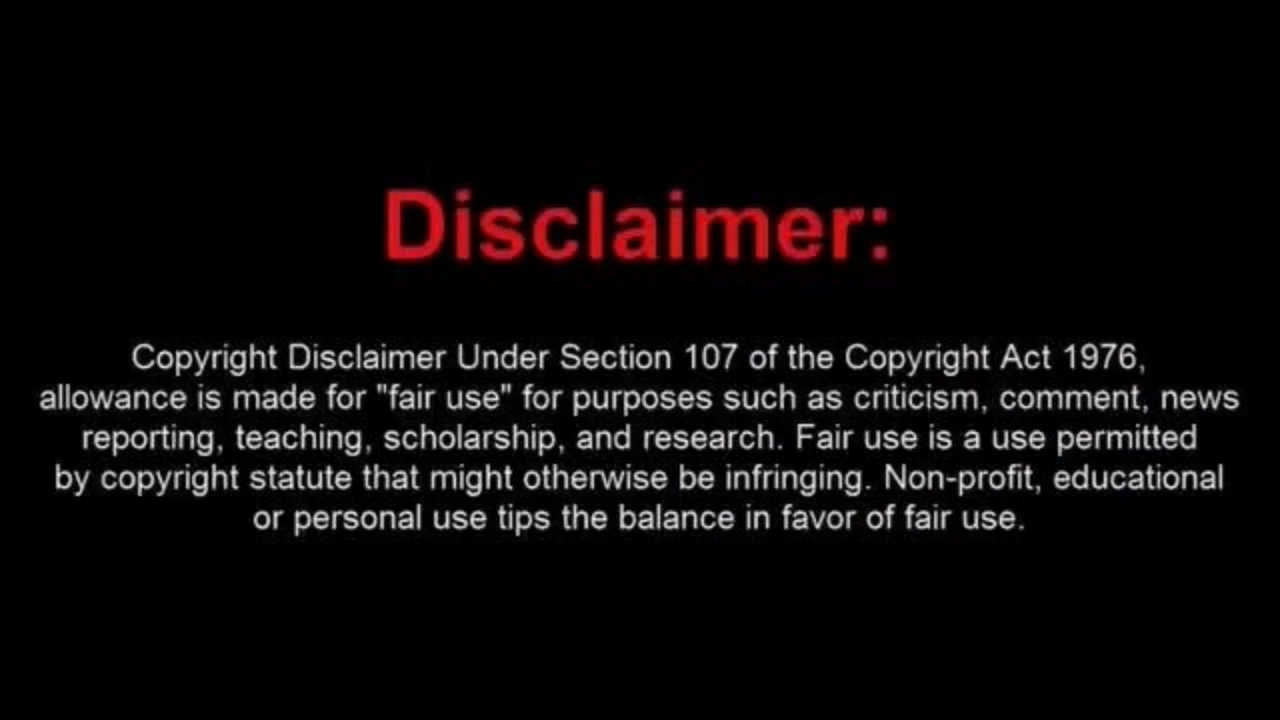 Disclaimer:
Copyright Disclaimer Under Section 107 of the Copyright Act 1976,
allowance is made for "fair use" for purposes such as criticism, comment, news
reporting, teaching, scholarship, and research. Fair use is a use permitted
by copyright statute that might otherwise be infringing. Non-profit, educational
or personal use tips the balance in favor of fair use.